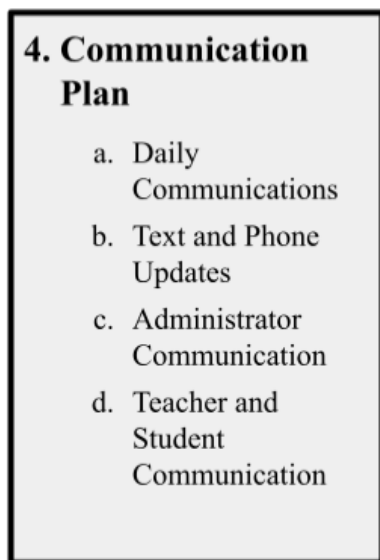 4. Communication
Plan
a. Daily
Communications
b. Text and Phone
Updates
c. Administrator
Communication
d. Teacher and
Student
Communication